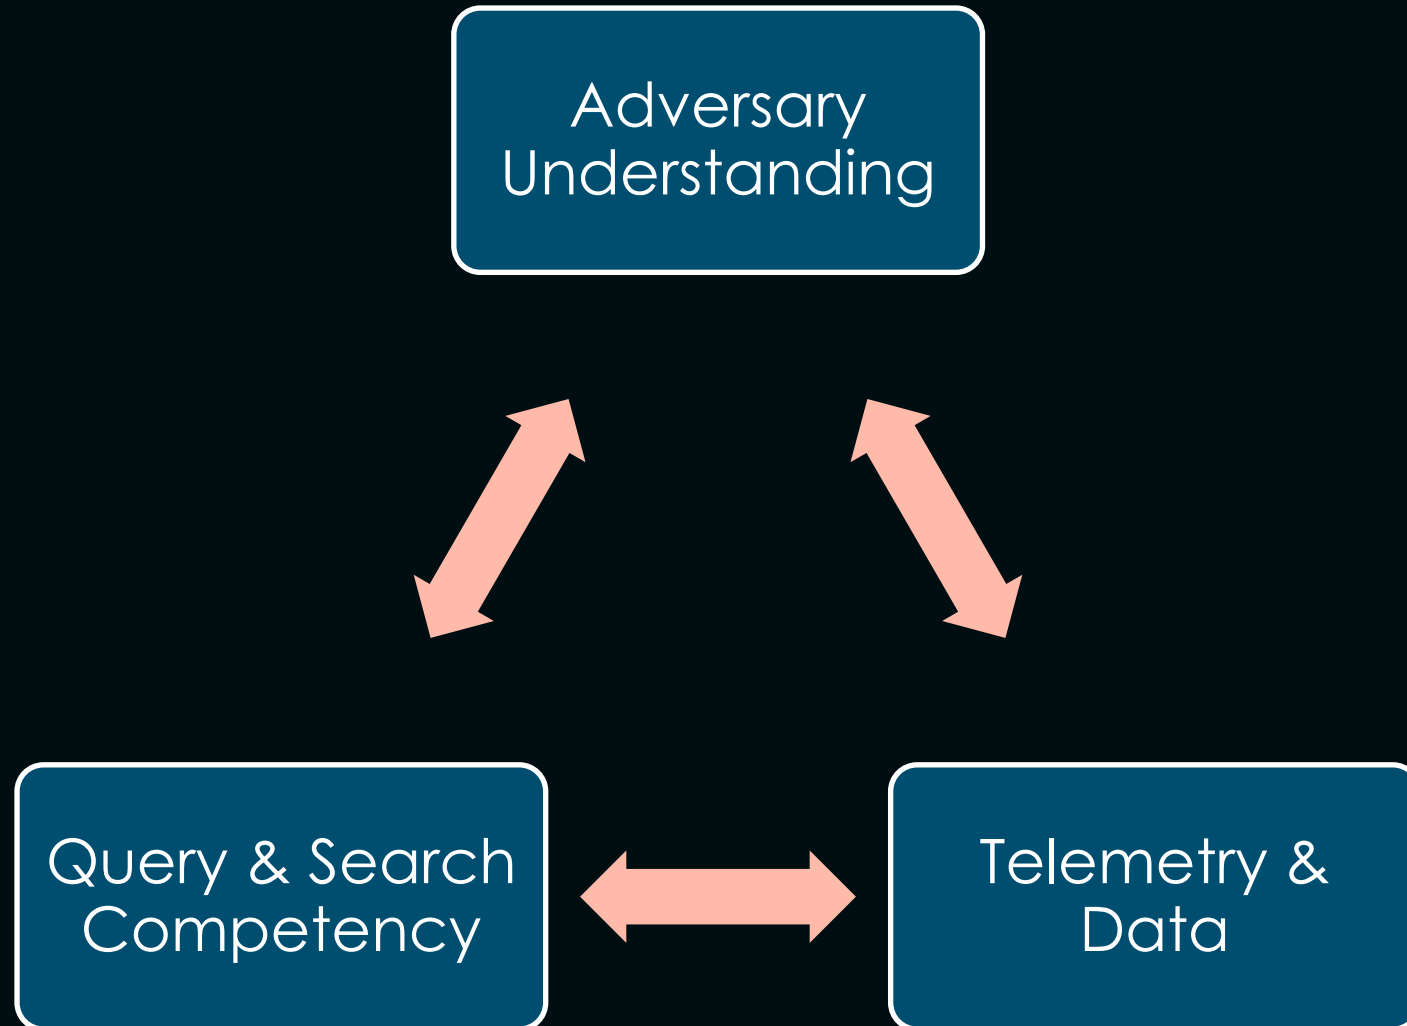 Adversary
Understanding
Query & Search
Competency
Telemetry &
Data